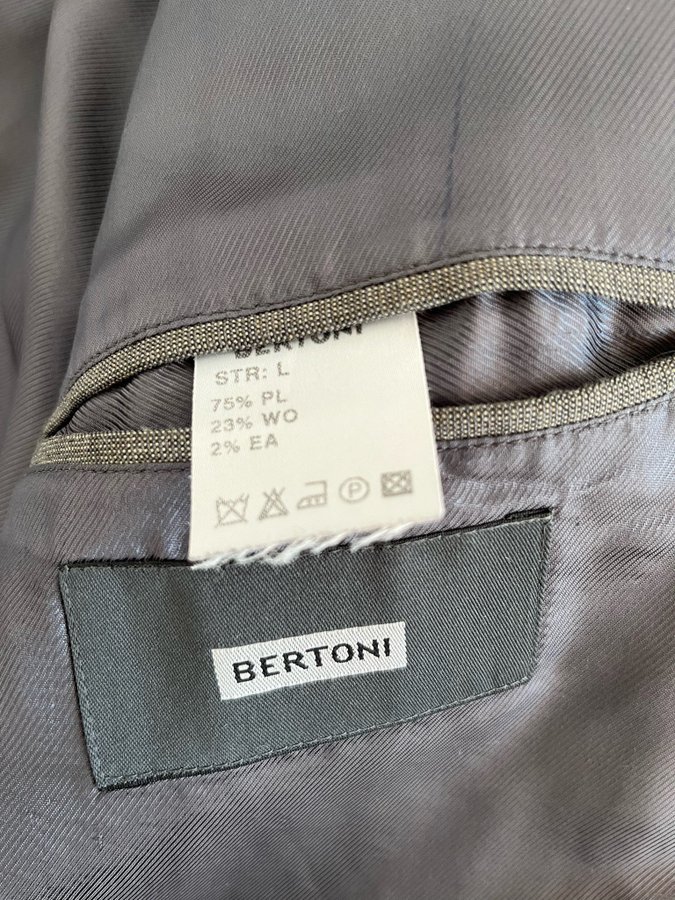 BERTONI
STR: L
75% PL
23% WO
2% EA
P
BERTONI